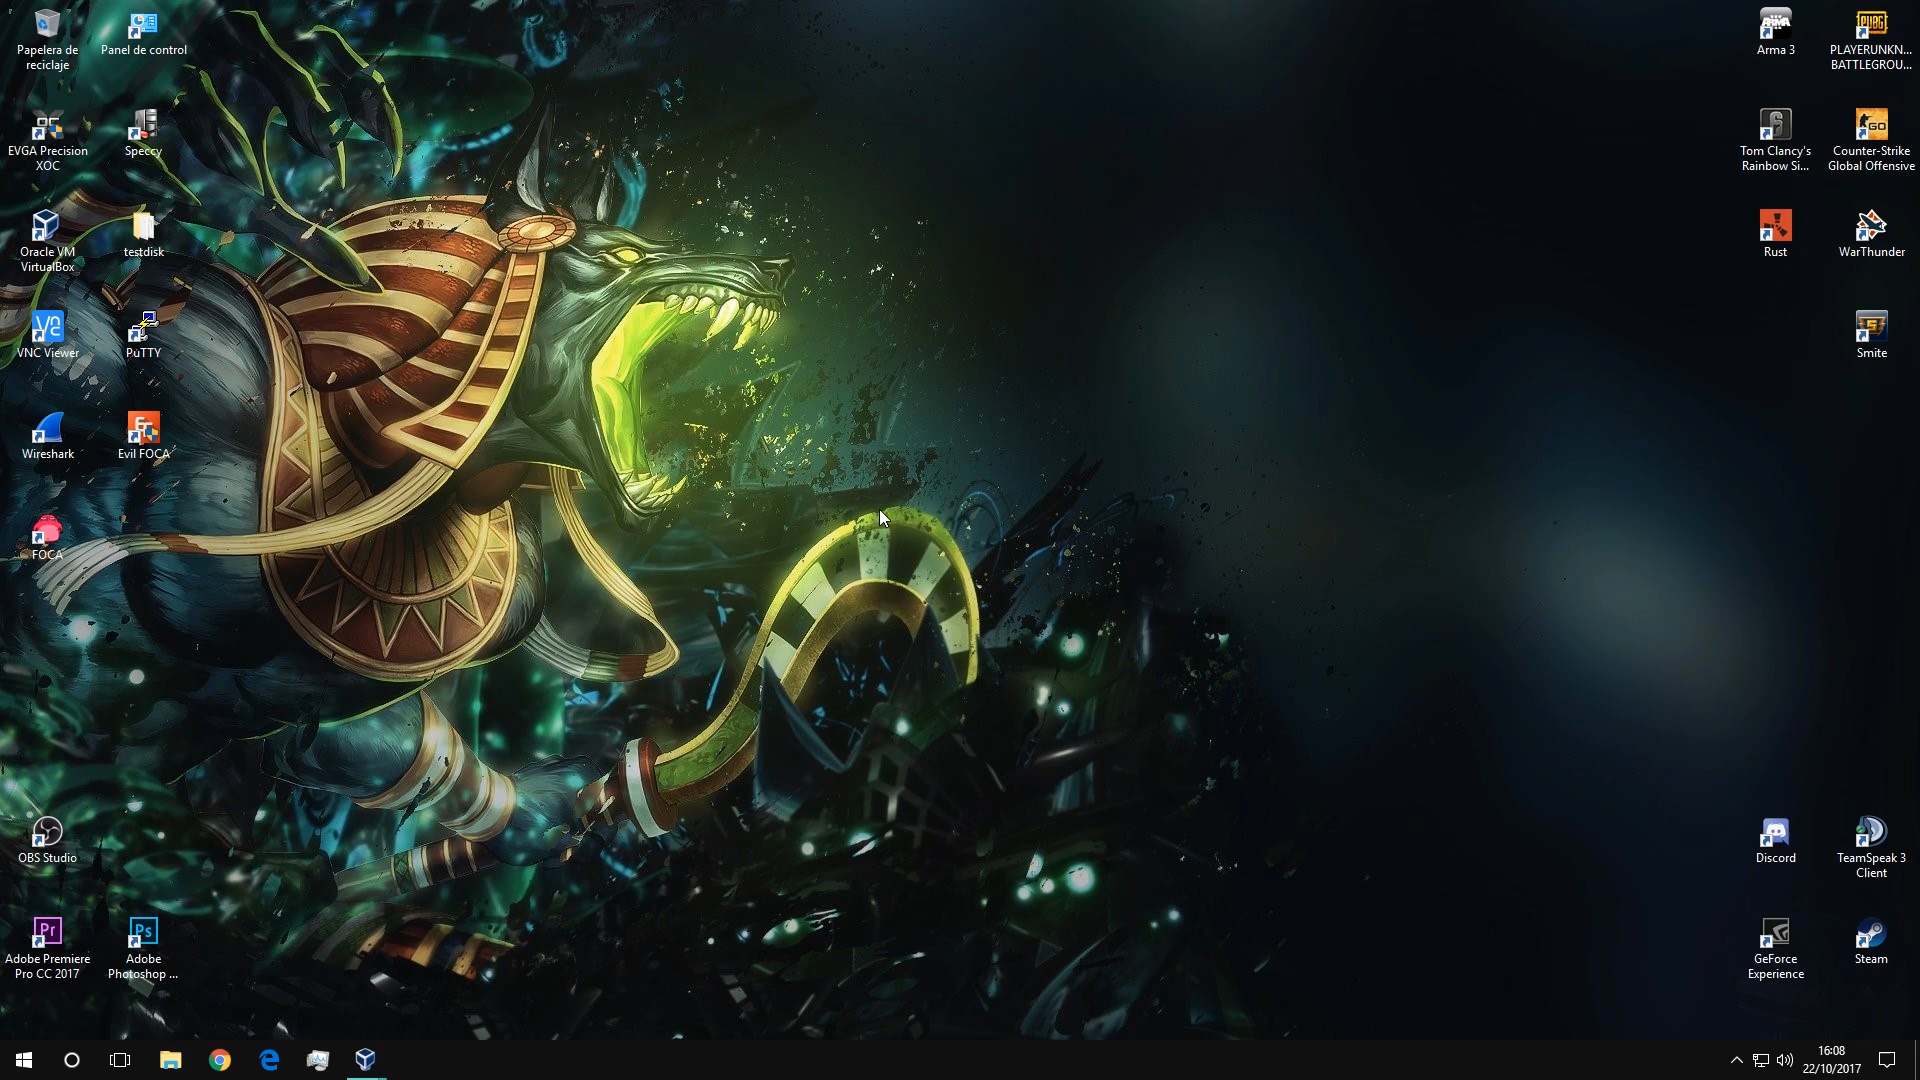 Papelera de
reciclaje
Panel de control
EVGA Precision
XOC
Speccy
Oracle VM
VirtualBox
testdisk
VNC Viewer
PuTTY
Wireshark
Evil FOCA
FOCA
OBS Studio
Adobe Premiere
Pro CC 2017
Adobe
Photoshop ...
Arma 3
PLAYERUNKN...
BATTLEGROU...
Tom Clancy's
Rainbow Si...
Counter-Strike
Global Offensive
Rust
WarThunder
Smite
Discord
TeamSpeak 3
Client
GeForce
Experience
Steam
16:08
22/10/2017